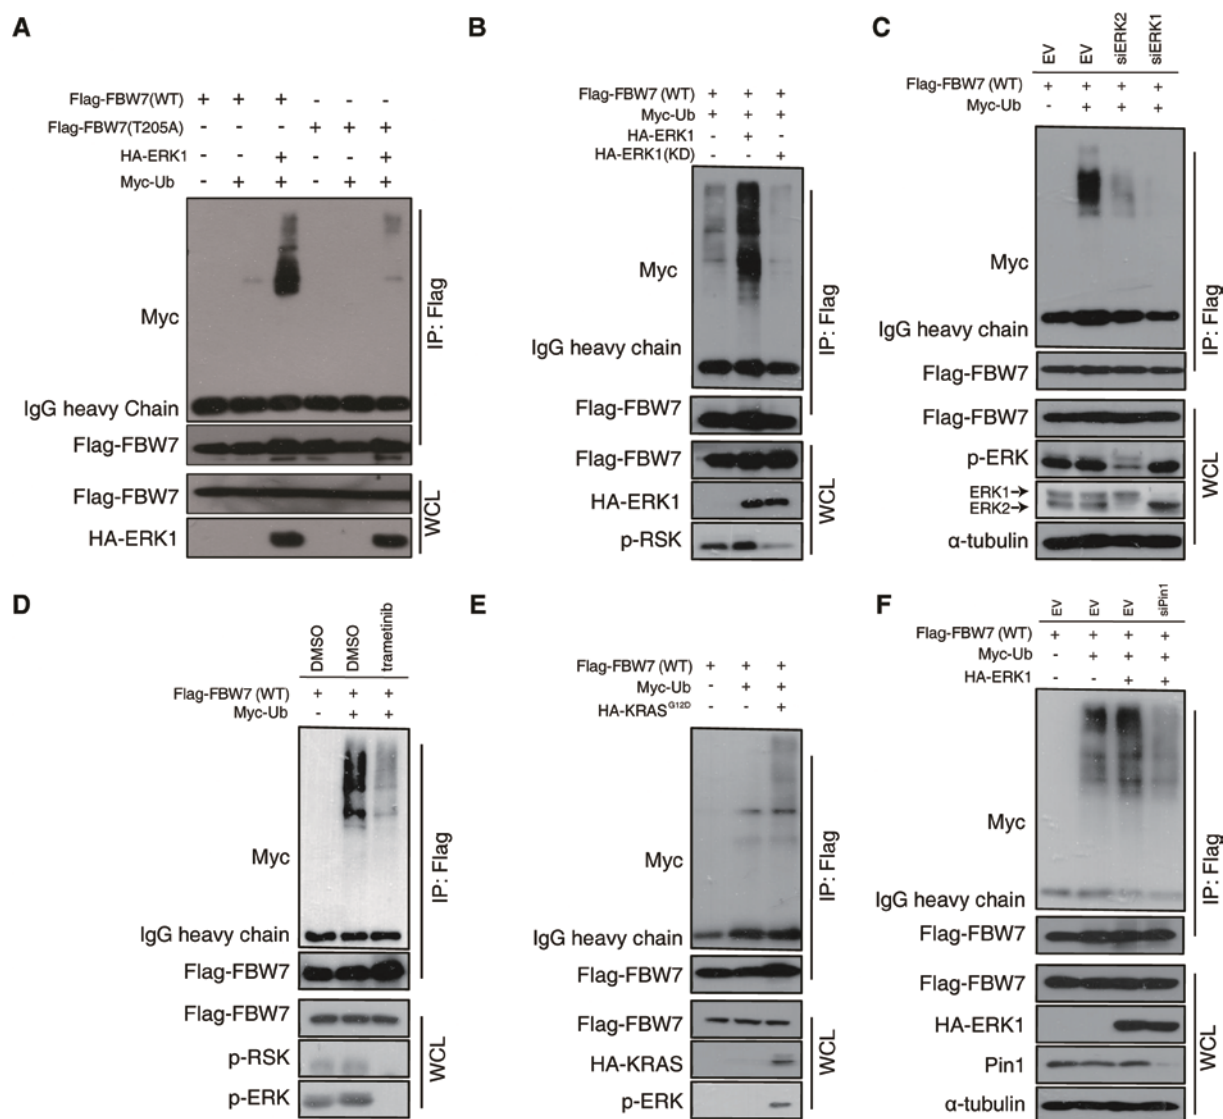 A
Flag-FBW7(WT) + + + - - -
Flag-FBW7(T205A) - - - + + +
HA-ERK1 - - + - - +
Myc-Ub - + + - + +
Myc
IgG heavy Chain
Flag-FBW7
IP: Flag
Flag-FBW7
HA-ERK1
WCL
B
Flag-FBW7 (WT) + + +
Myc-Ub + + +
HA-ERK1 - + -
HA-ERK1(KD) - - +
Myc
IgG heavy chain
Flag-FBW7
IP: Flag
Flag-FBW7
HA-ERK1
p-RSK
WCL
C
EV EV siERK2 siERK1
Flag-FBW7 (WT) + + + +
Myc-Ub - + + +
Myc
IgG heavy chain
Flag-FBW7
IP: Flag
Flag-FBW7
p-ERK
ERK1→
ERK2→
α-tubulin
WCL
D
DMSO DMSO trametinib
Flag-FBW7 (WT) + + +
Myc-Ub - + +
Myc
IgG heavy chain
Flag-FBW7
IP: Flag
Flag-FBW7
p-RSK
p-ERK
WCL
E
Flag-FBW7 (WT) + + +
Myc-Ub - + +
HA-KRASᴳ¹²ᴰ - - +
Myc
IgG heavy chain
Flag-FBW7
IP: Flag
Flag-FBW7
HA-KRAS
p-ERK
WCL
F
EV EV EV siPin1
Flag-FBW7 (WT) + + + +
Myc-Ub - + + +
HA-ERK1 - - + +
Myc
IgG heavy chain
Flag-FBW7
IP: Flag
Flag-FBW7
HA-ERK1
Pin1
α-tubulin
WCL